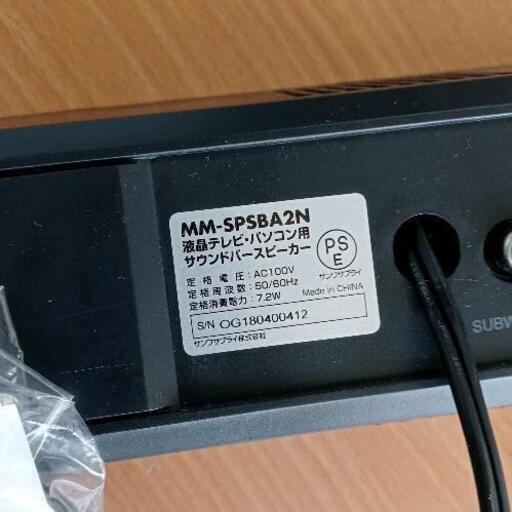 MM-SPSBA2N
液晶テレビ・パソコン用
サウンドバースピーカー
PS
E
サンワサプライ
定格電圧:AC100V
定格周波数:50/60Hz
定格消費電力:7.2W
Made in CHINA
S/N OG180400412
サンワサプライ株式会社
SUBW